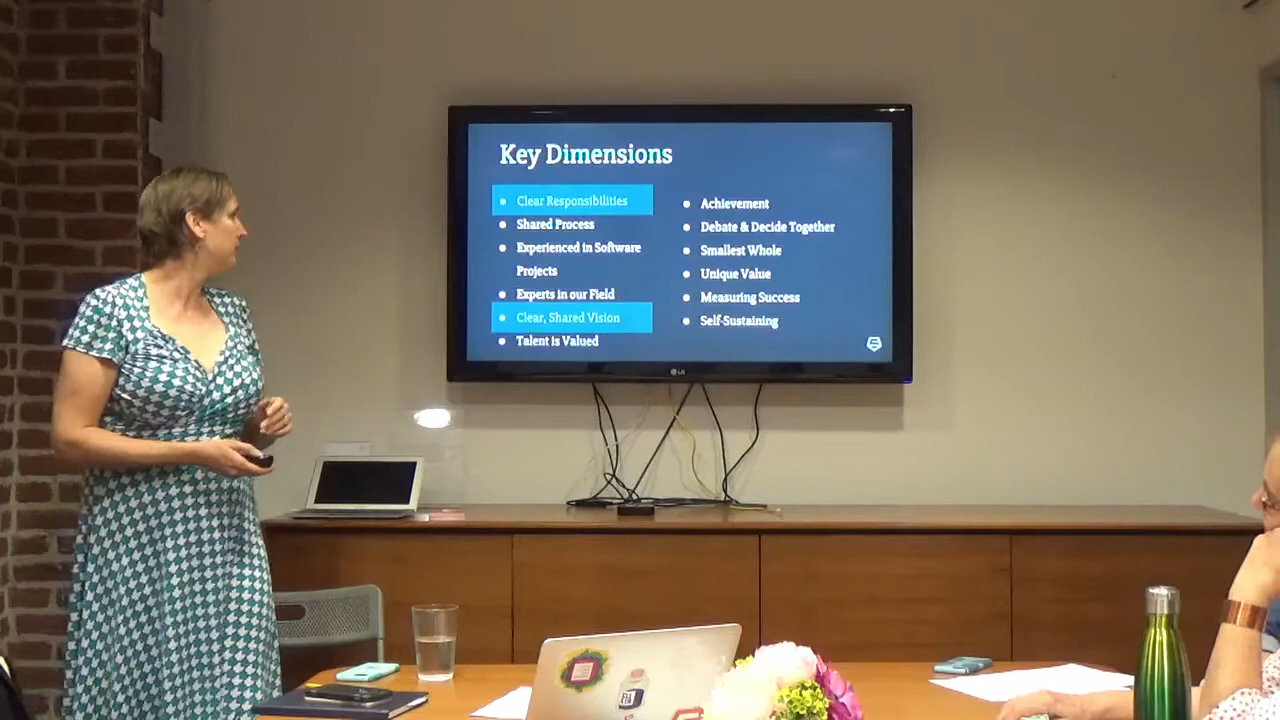 Key Dimensions
Clear Responsibilities
Shared Process
Experienced in Software
Projects
Experts in our Field
Clear, Shared Vision
Talent is Valued
Achievement
Debate & Decide Together
Smallest Whole
Unique Value
Measuring Success
Self-Sustaining
LG